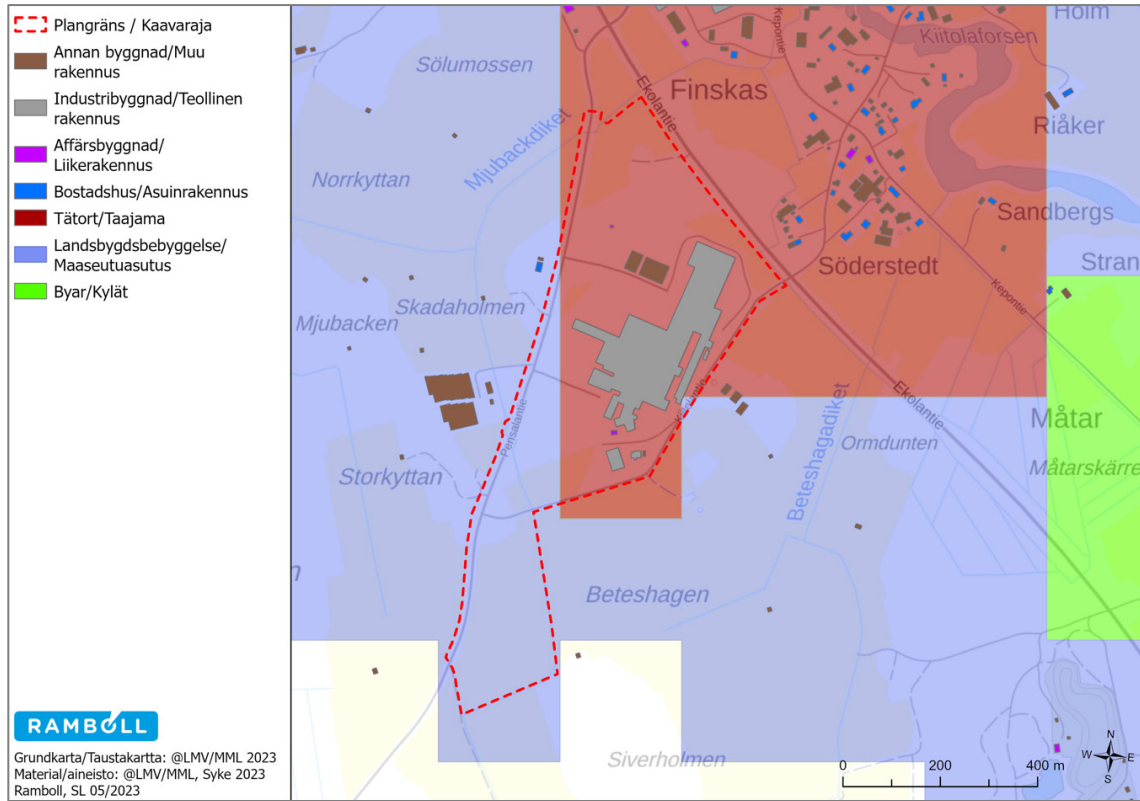 Plangräns / Kaavaraja
Annan byggnad/Muu
rakennus
Industribyggnad/Teollinen
rakennus
Affärsbyggnad/
Liikerakennus
Bostadshus/Asuinrakennus
Tätort/Taajama
Landsbygdsbebyggelse/
Maaseutuasutus
Byar/Kylät
RAMBOLL
Grundkarta/Taustakartta: @LMV/MML 2023
Material/aineisto: @LMV/MML, Syke 2023
Ramboll, SL 05/2023
Holm
Kiitolaforsen
Kepontie
Sölumossen
Ekolantie
Finskas
Riåker
Mjubackdiket
Norrkyttan
Sandbergs
Söderstedt
Stran
Skadaholmen
Mjubacken
Kepontie
Pensalantie
Ekolantie
Måtar
Ormdunten
Beteshagadiket
Storkyttan
Måtarskärre
n
Beteshagen
Siverholmen
N
W
E
S
0 200 400 m